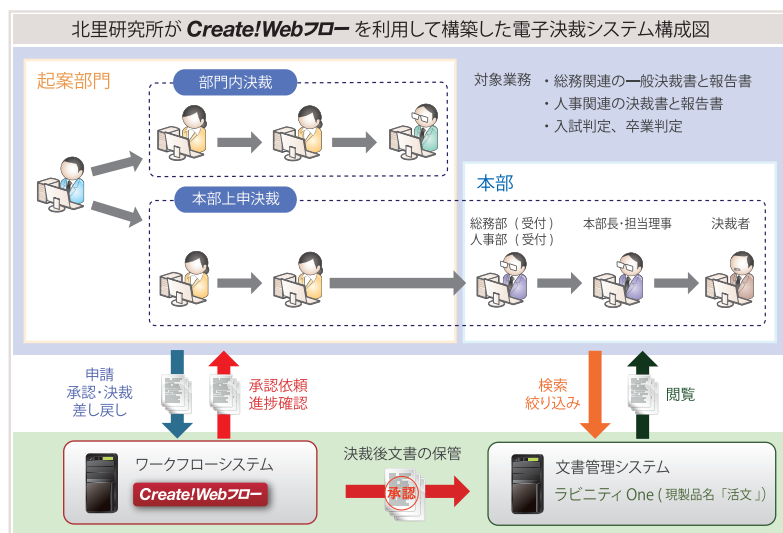 北里研究所が Create!Webフロー を利用して構築した電子決裁システム構成図
起案部門
部門内決裁
対象業務 ・総務関連の一般決裁書と報告書
・人事関連の決裁書と報告書
・入試判定、卒業判定
本部上申決裁
本部
総務部 (受付)
人事部 (受付)
本部長・担当理事
決裁者
申請
承認・決裁
差し戻し
承認依頼
進捗確認
検索
絞り込み
閲覧
ワークフローシステム
Create!Webフロー
決裁後文書の保管
承認
文書管理システム
ラビニティ One ( 現製品名「活文 」)